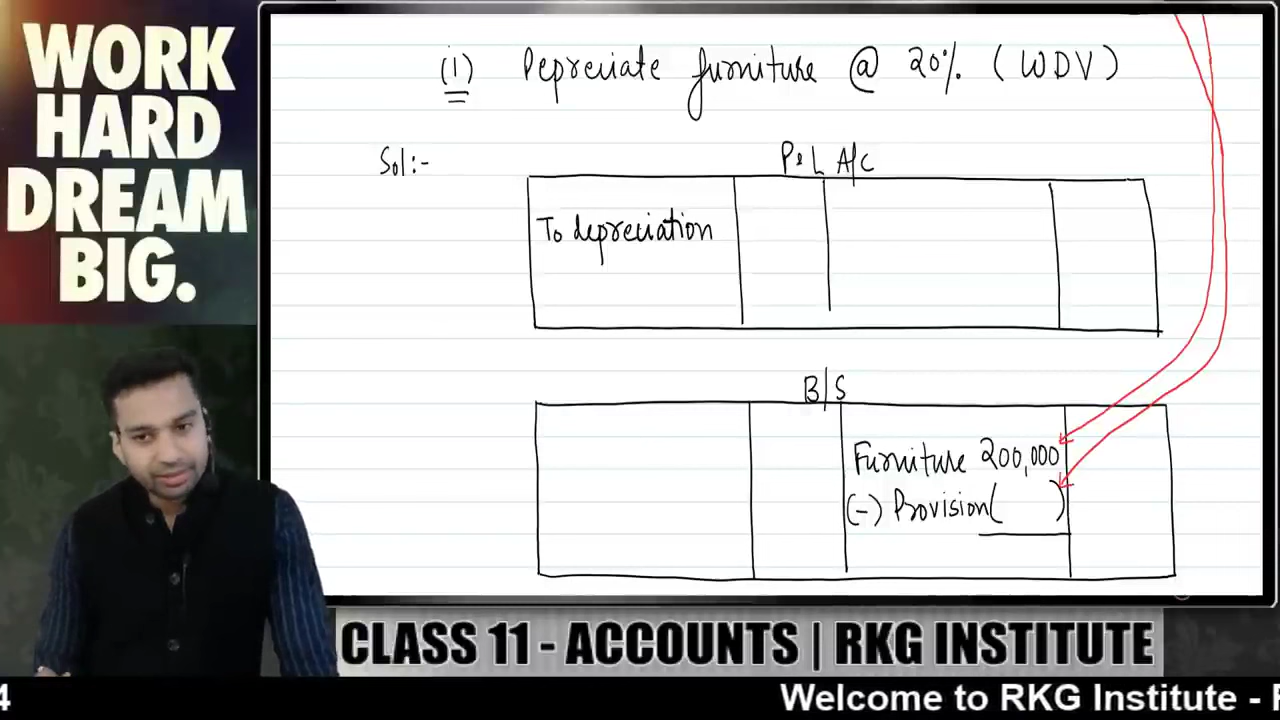 WORK
HARD
DREAM
BIG.
(i) Depreciate furniture @ 20% (WDV)
Sol:-
P&L A/c
To depreciation
B/S
Furniture 200,000
(-) Provision( )
CLASS 11 - ACCOUNTS | RKG INSTITUTE
4 Welcome to RKG Institute -